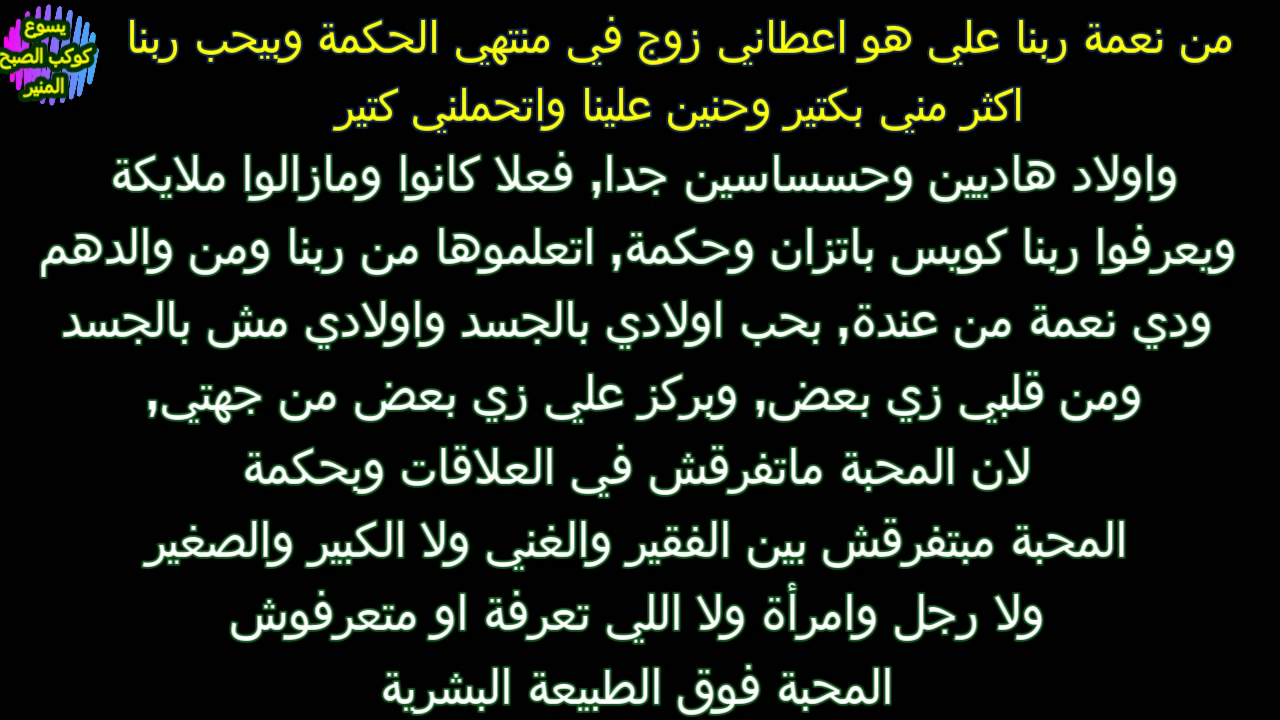 يسوع
كوكب الصبح
المنير
من نعمة ربنا علي هو اعطاني زوج في منتهي الحكمة وبيحب ربنا
اكثر مني بكتير وحنين علينا واتحملني كتير
واولاد هاديين وحسساسين جدا, فعلا كانوا ومازالوا ملايكة
ويعرفوا ربنا كويس باتزان وحكمة, اتعلموها من ربنا ومن والدهم
ودي نعمة من عندة, بحب اولادي بالجسد واولادي مش بالجسد
ومن قلبي زي بعض, وبركز علي زي بعض من جهتي,
لان المحبة ماتفرقش في العلاقات وبحكمة
المحبة مبتفرقش بين الفقير والغني ولا الكبير والصغير
ولا رجل وامرأة ولا اللي تعرفة او متعرفوش
المحبة فوق الطبيعة البشرية